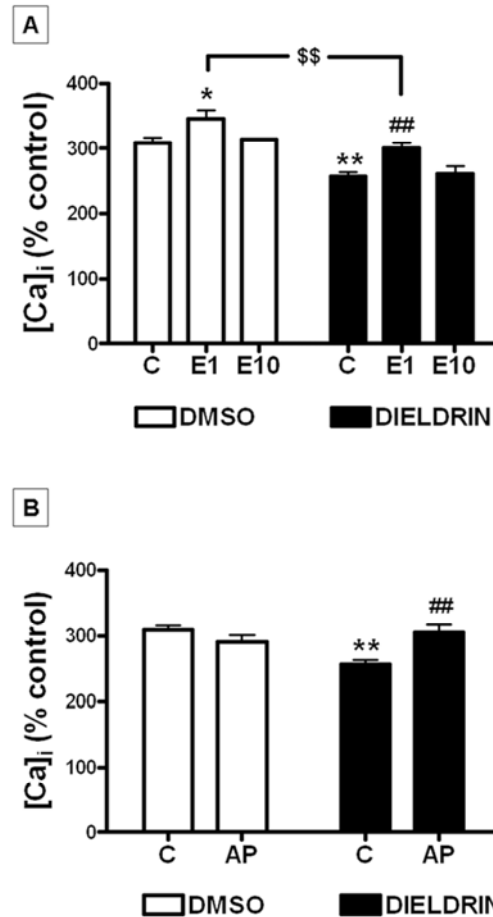 A
$$
*
##
**
400
300
200
100
0
[Ca]i (% control)
C E1 E10 C E1 E10
DMSO DIELDRIN
B
##
**
400
300
200
100
0
[Ca]i (% control)
C AP C AP
DMSO DIELDRIN